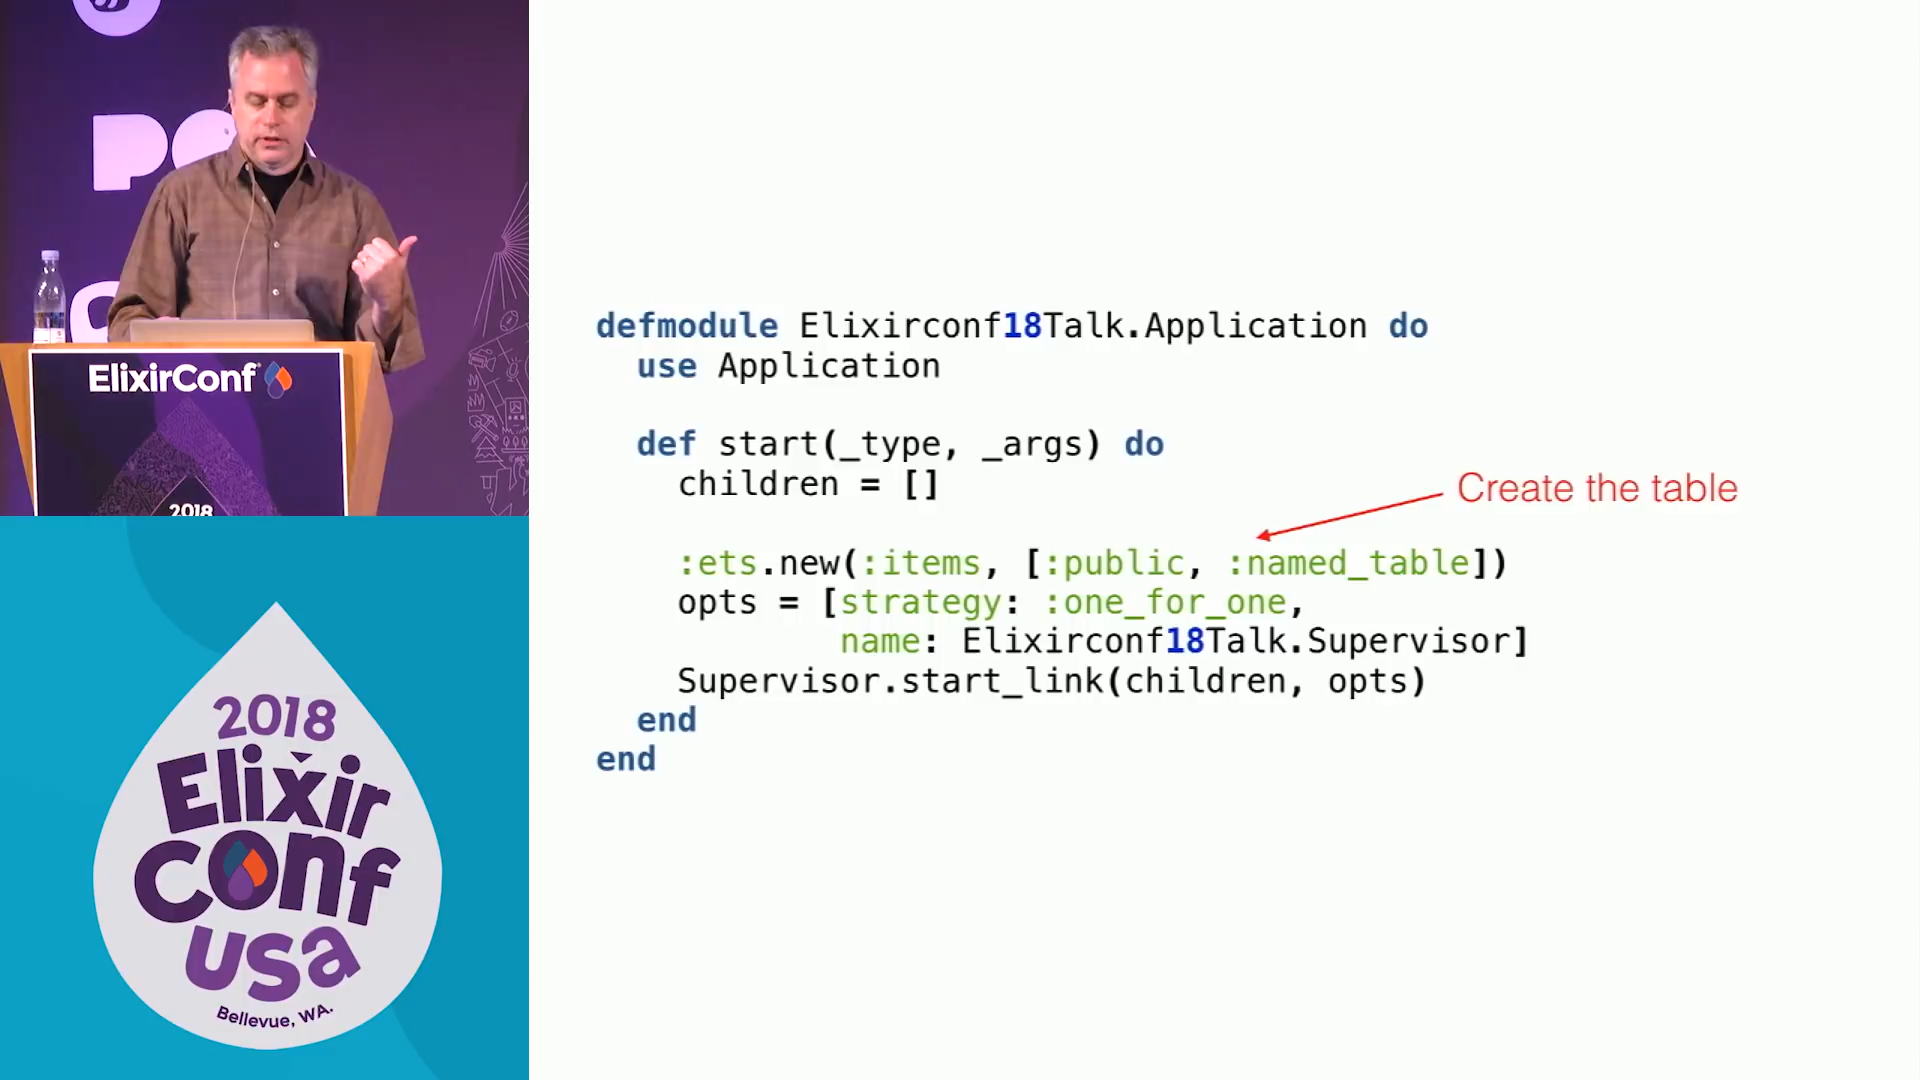 PO
ElixirConf
2018
2018
Elixir
Conf
USA
Bellevue, WA.
defmodule Elixirconf18Talk.Application do
use Application
def start(_type, _args) do
children = []
:ets.new(:items, [:public, :named_table])
opts = [strategy: :one_for_one,
name: Elixirconf18Talk.Supervisor]
Supervisor.start_link(children, opts)
end
end
Create the table